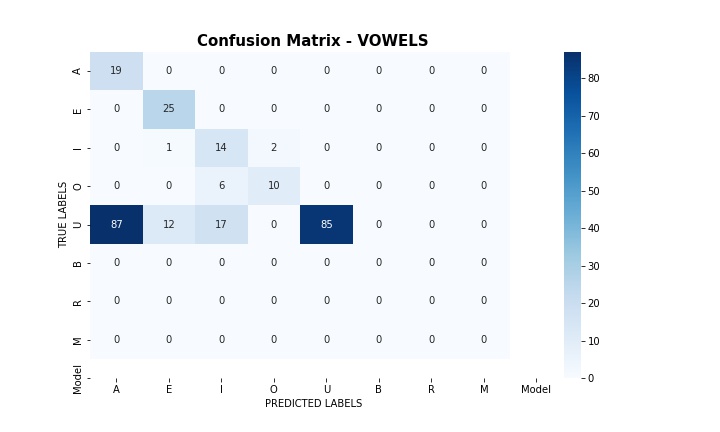 Confusion Matrix - VOWELS
TRUE LABELS
A 19 0 0 0 0 0 0 0
E 0 25 0 0 0 0 0 0
I 0 1 14 2 0 0 0 0
O 0 0 6 10 0 0 0 0
U 87 12 17 0 85 0 0 0
B 0 0 0 0 0 0 0 0
R 0 0 0 0 0 0 0 0
M 0 0 0 0 0 0 0 0
Model
A E I O U B R M Model
PREDICTED LABELS
80
70
60
50
40
30
20
10
0